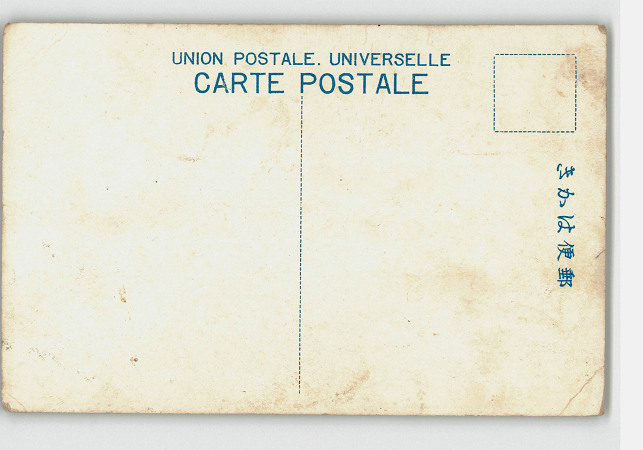 UNION POSTALE. UNIVERSELLE
CARTE POSTALE
きかは便郵